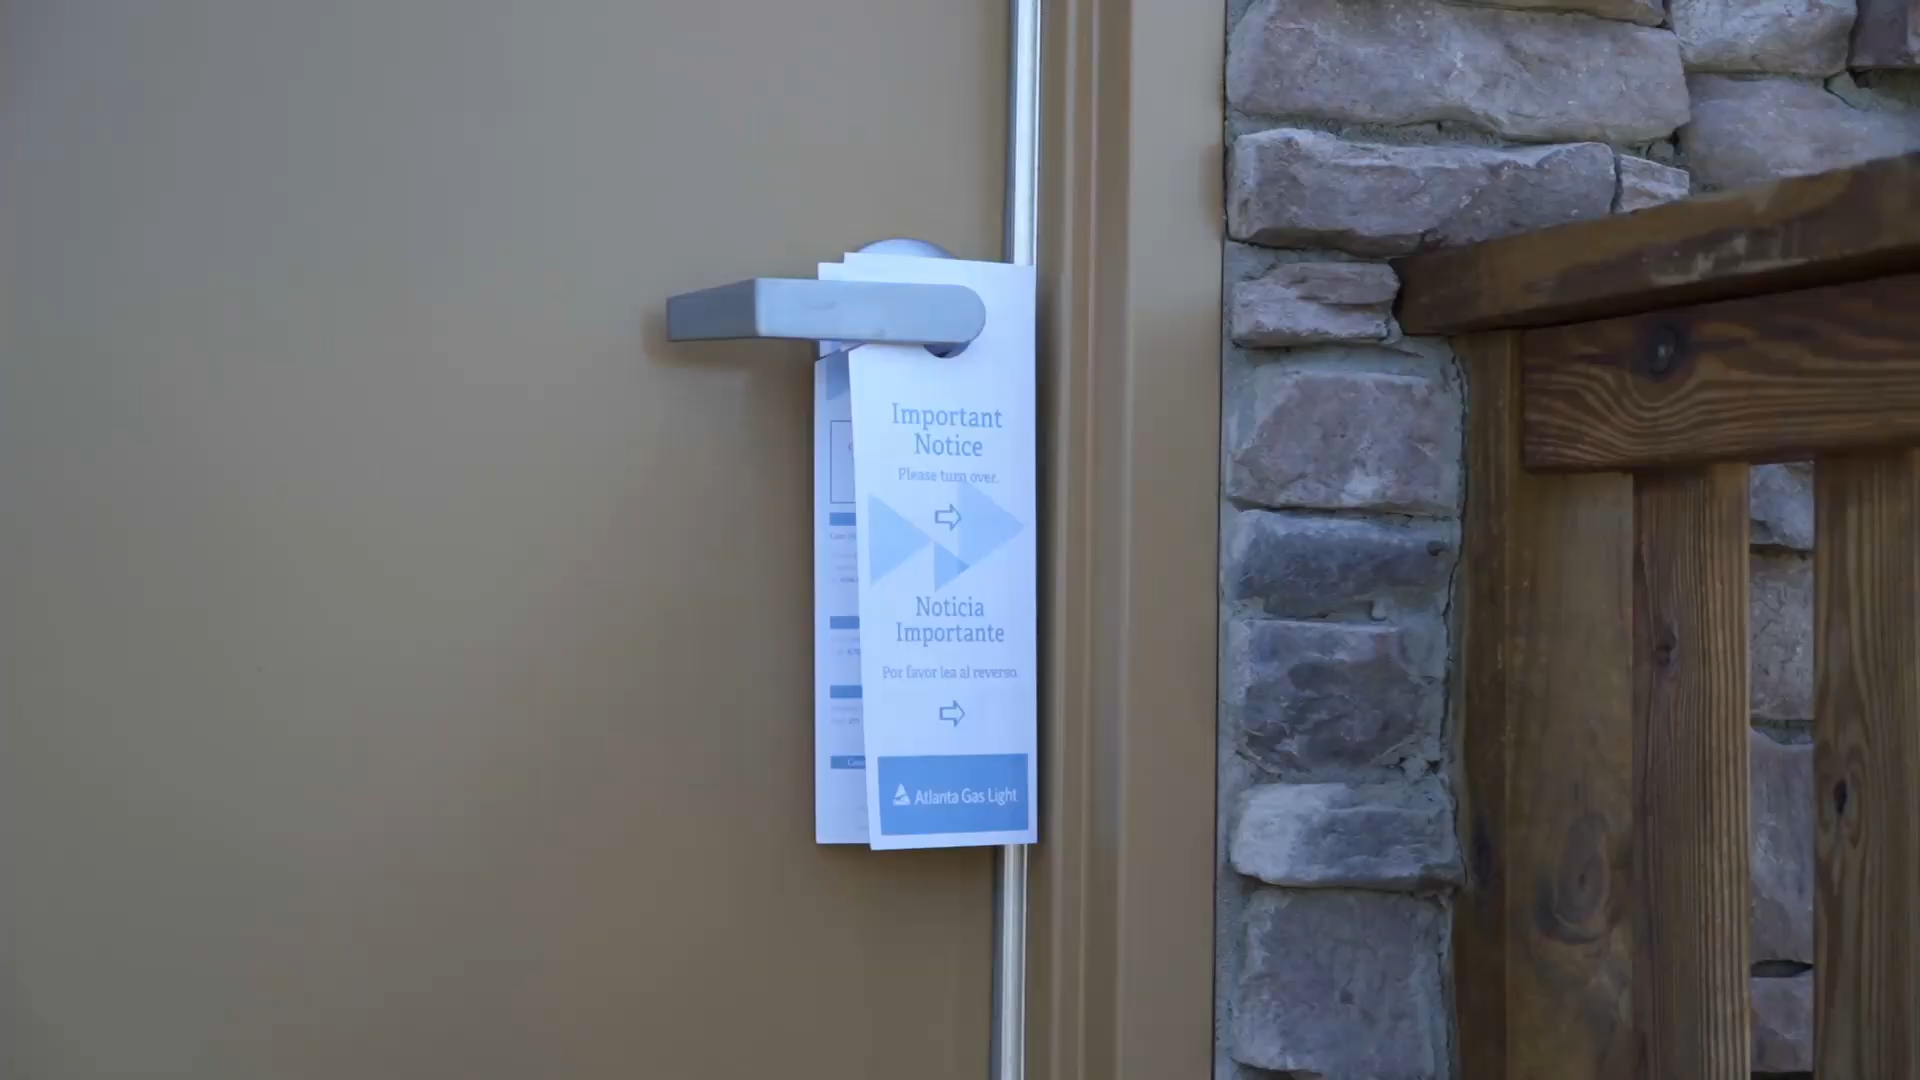 Important
Notice
Please turn over.
Noticia
Importante
Por favor lea al reverso.
Atlanta Gas Light